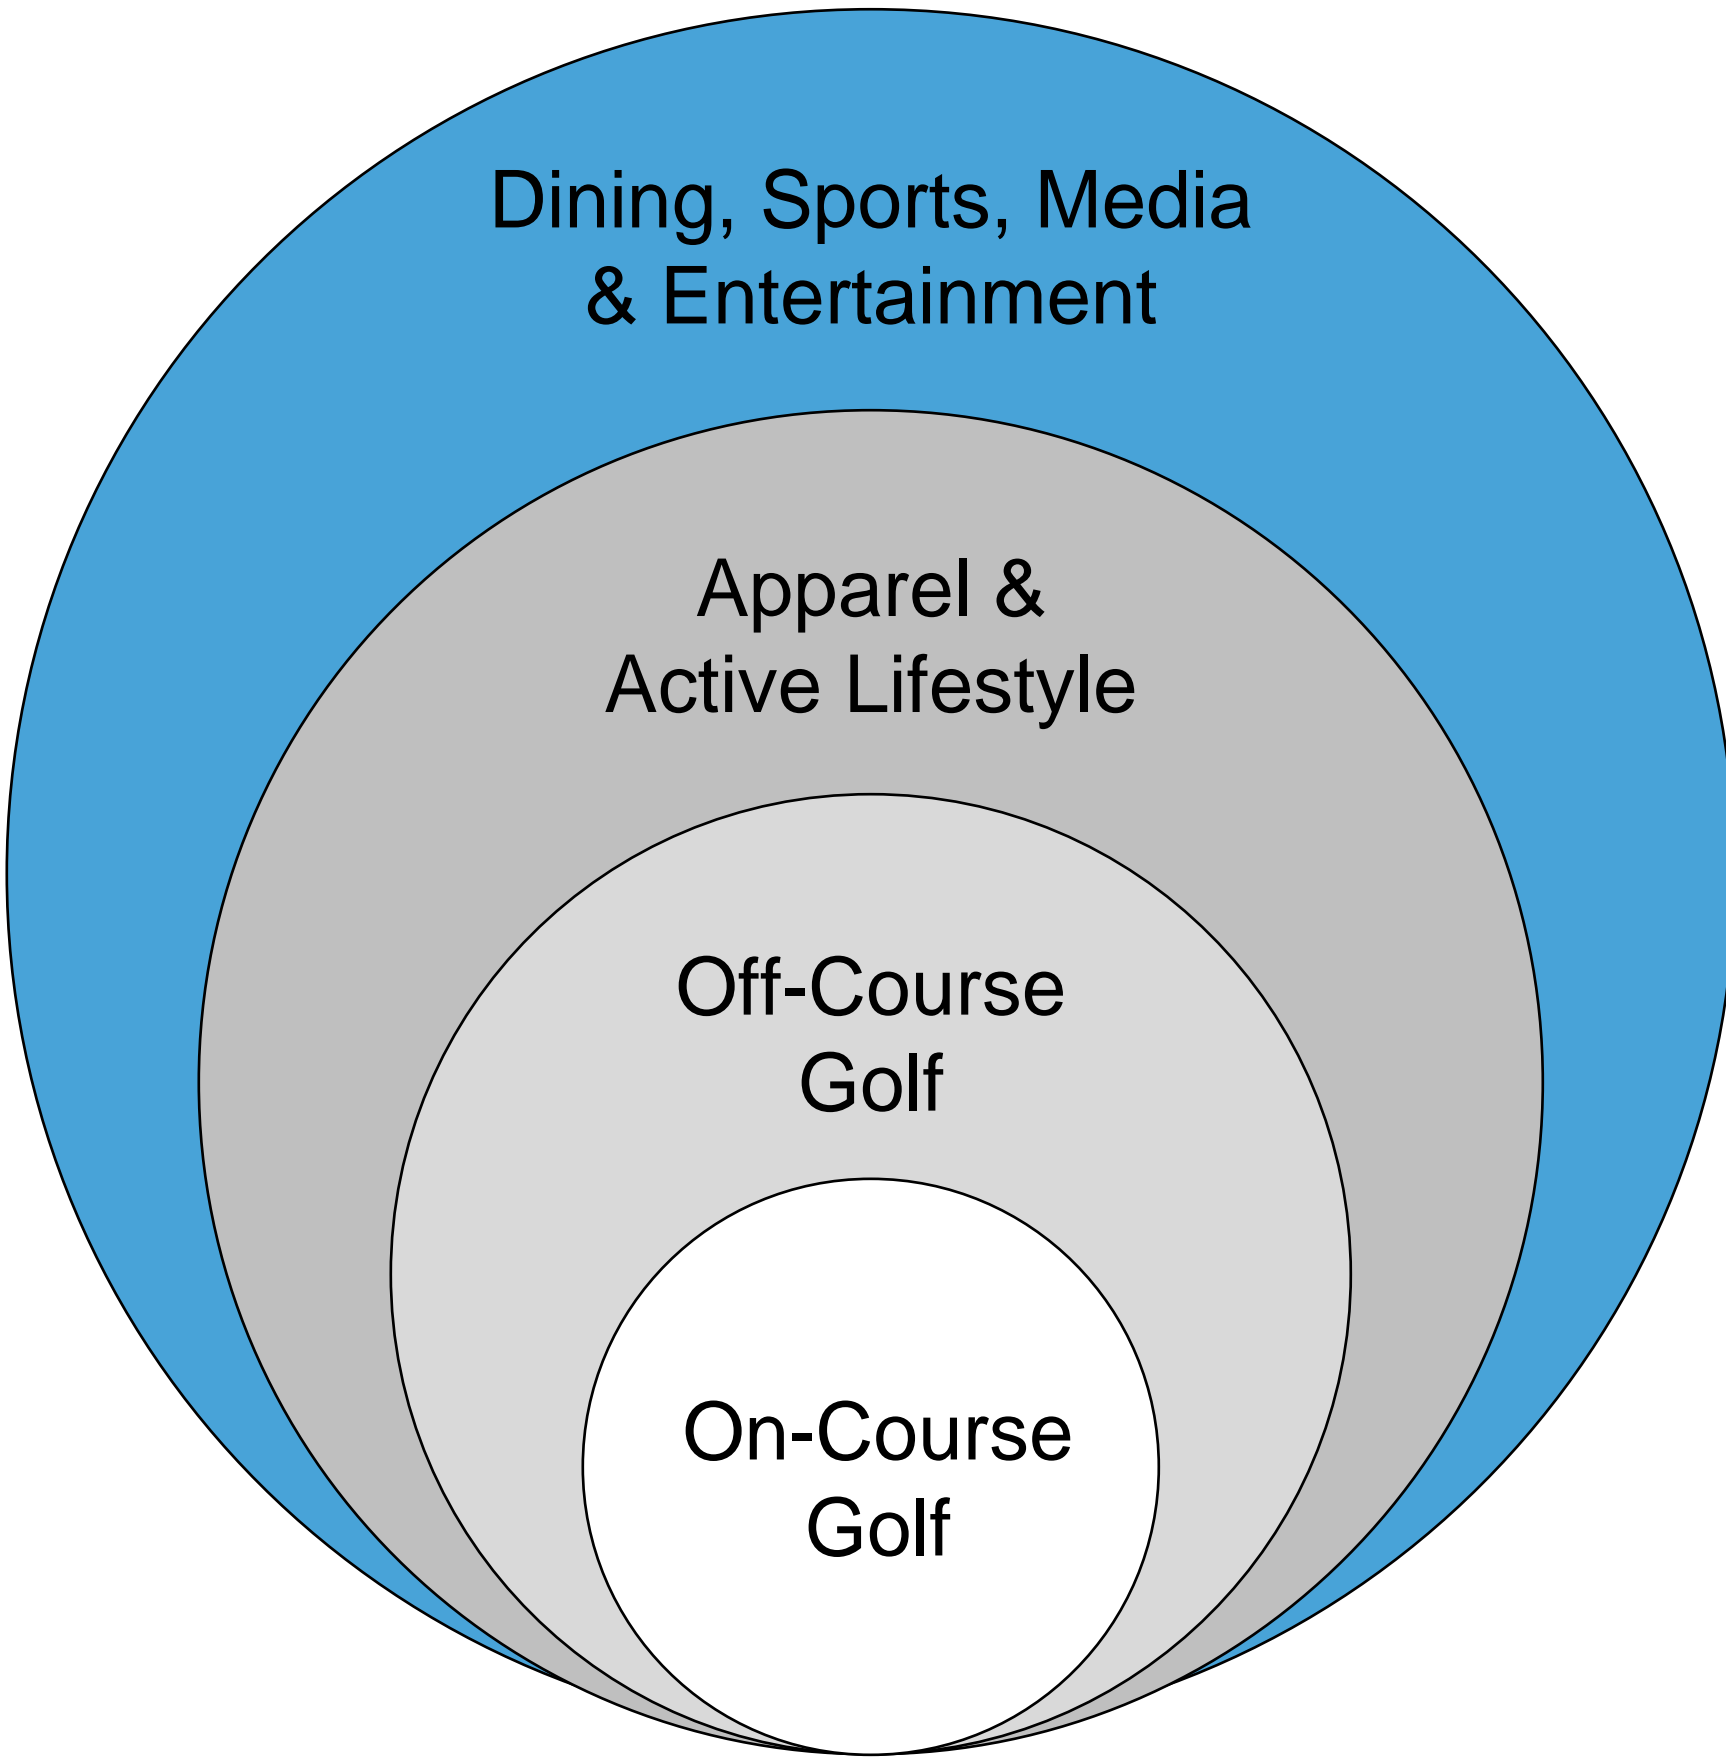 Dining, Sports, Media
& Entertainment
Apparel &
Active Lifestyle
Off-Course
Golf
On-Course
Golf